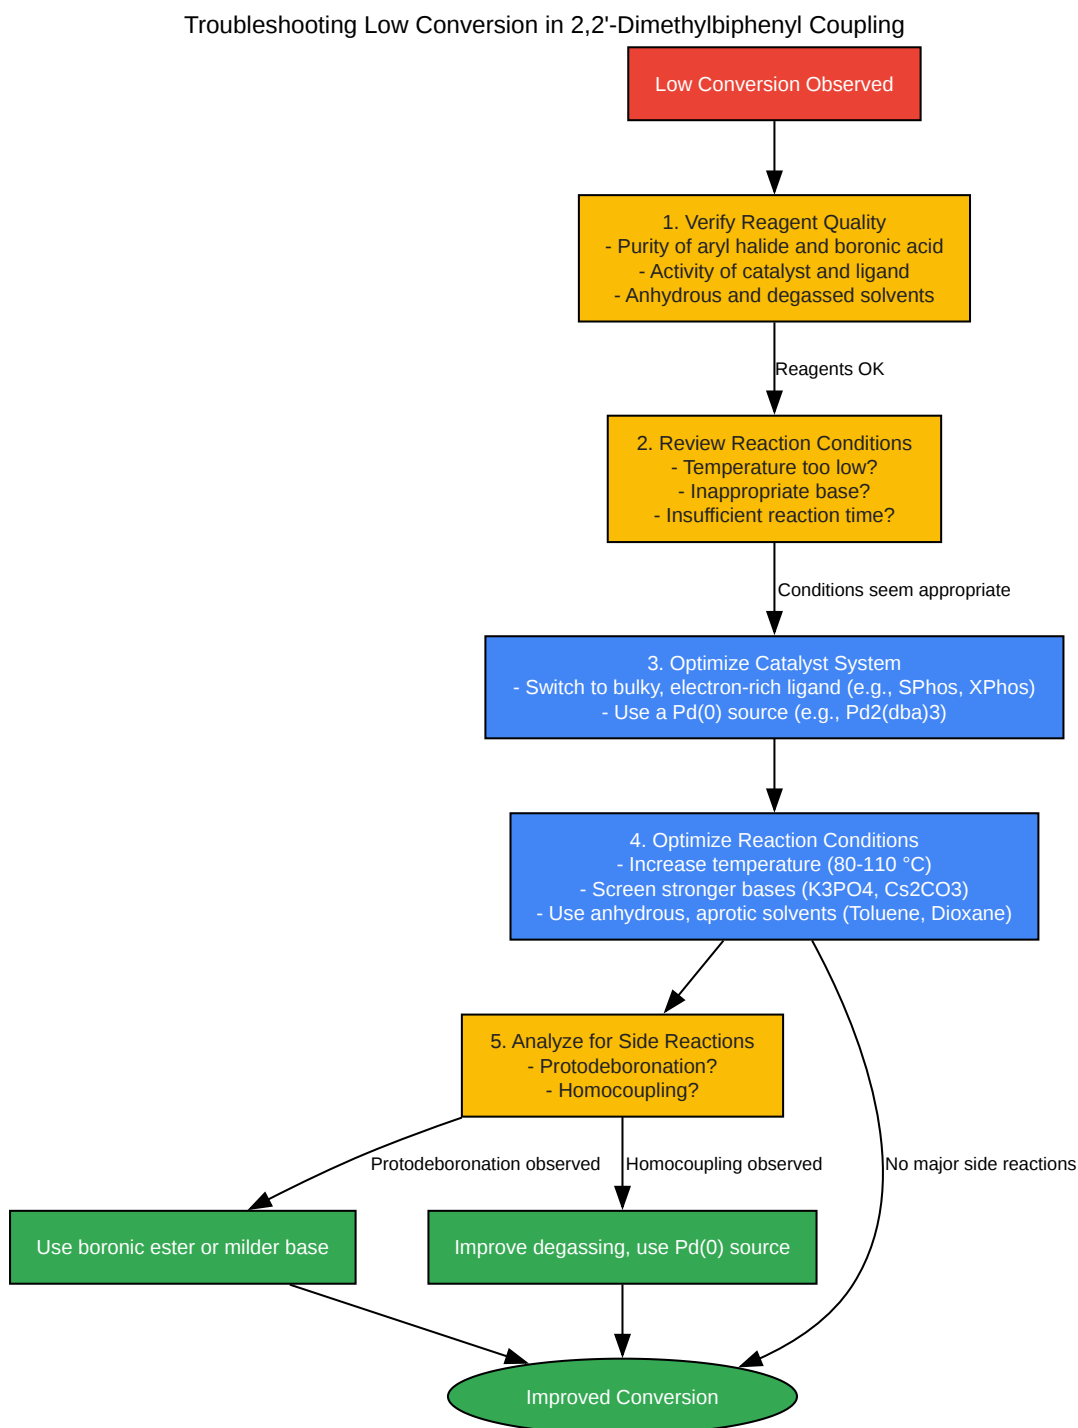 Troubleshooting Low Conversion in 2,2'-Dimethylbiphenyl Coupling
Low Conversion Observed
1. Verify Reagent Quality
- Purity of aryl halide and boronic acid
- Activity of catalyst and ligand
- Anhydrous and degassed solvents
Reagents OK
2. Review Reaction Conditions
- Temperature too low?
- Inappropriate base?
- Insufficient reaction time?
Conditions seem appropriate
3. Optimize Catalyst System
- Switch to bulky, electron-rich ligand (e.g., SPhos, XPhos)
- Use a Pd(0) source (e.g., Pd2(dba)3)
4. Optimize Reaction Conditions
- Increase temperature (80-110 °C)
- Screen stronger bases (K3PO4, Cs2CO3)
- Use anhydrous, aprotic solvents (Toluene, Dioxane)
5. Analyze for Side Reactions
- Protodeboronation?
- Homocoupling?
Protodeboronation observed
Homocoupling observed
No major side reactions
Use boronic ester or milder base
Improve degassing, use Pd(0) source
Improved Conversion